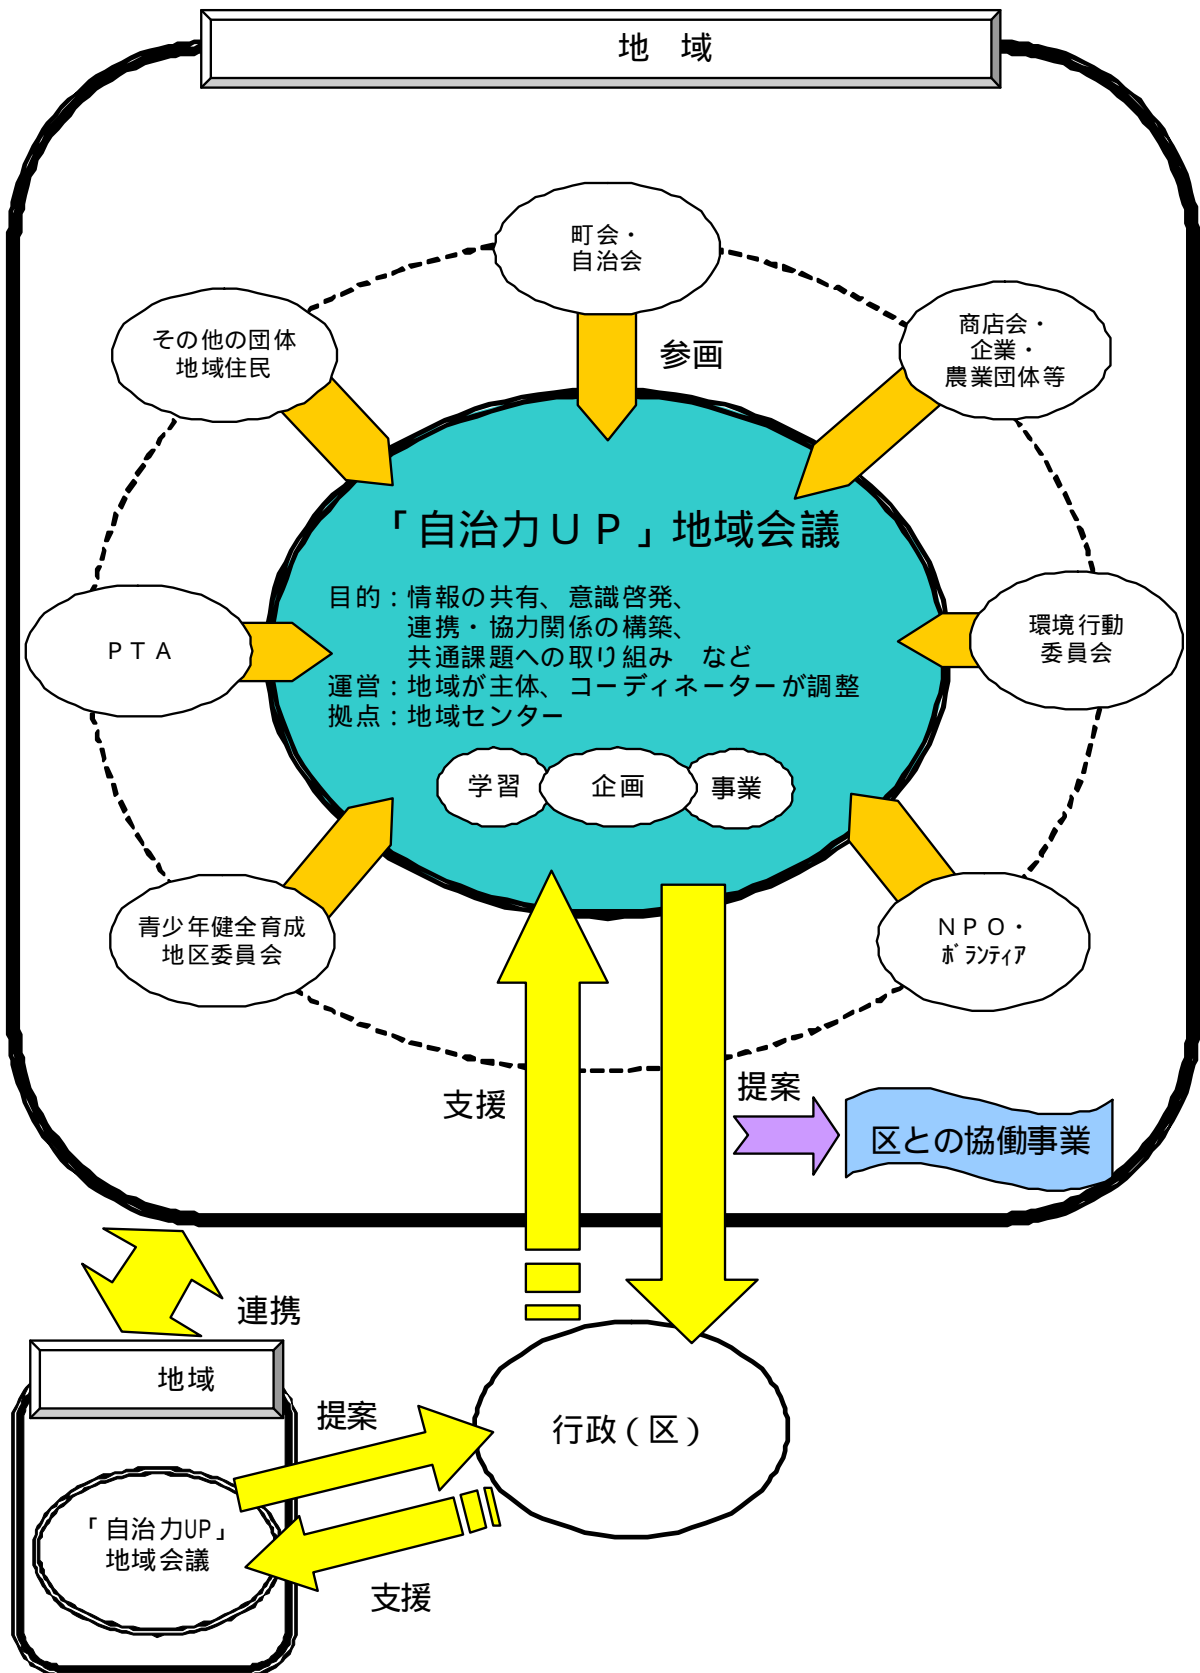 地　域
町会・
自治会
その他の団体
地域住民
商店会・
企業・
農業団体等
参画
「自治力ＵＰ」地域会議
目的：情報の共有、意識啓発、
連携・協力関係の構築、
共通課題への取り組み　など
運営：地域が主体、コーディネーターが調整
拠点：地域センター
ＰＴＡ
環境行動
委員会
学習
企画
事業
青少年健全育成
地区委員会
ＮＰＯ・
ﾎﾞﾗﾝﾃｨｱ
支援
提案
区との協働事業
連携
地域
提案
行政（区）
「自治力UP」
地域会議
支援